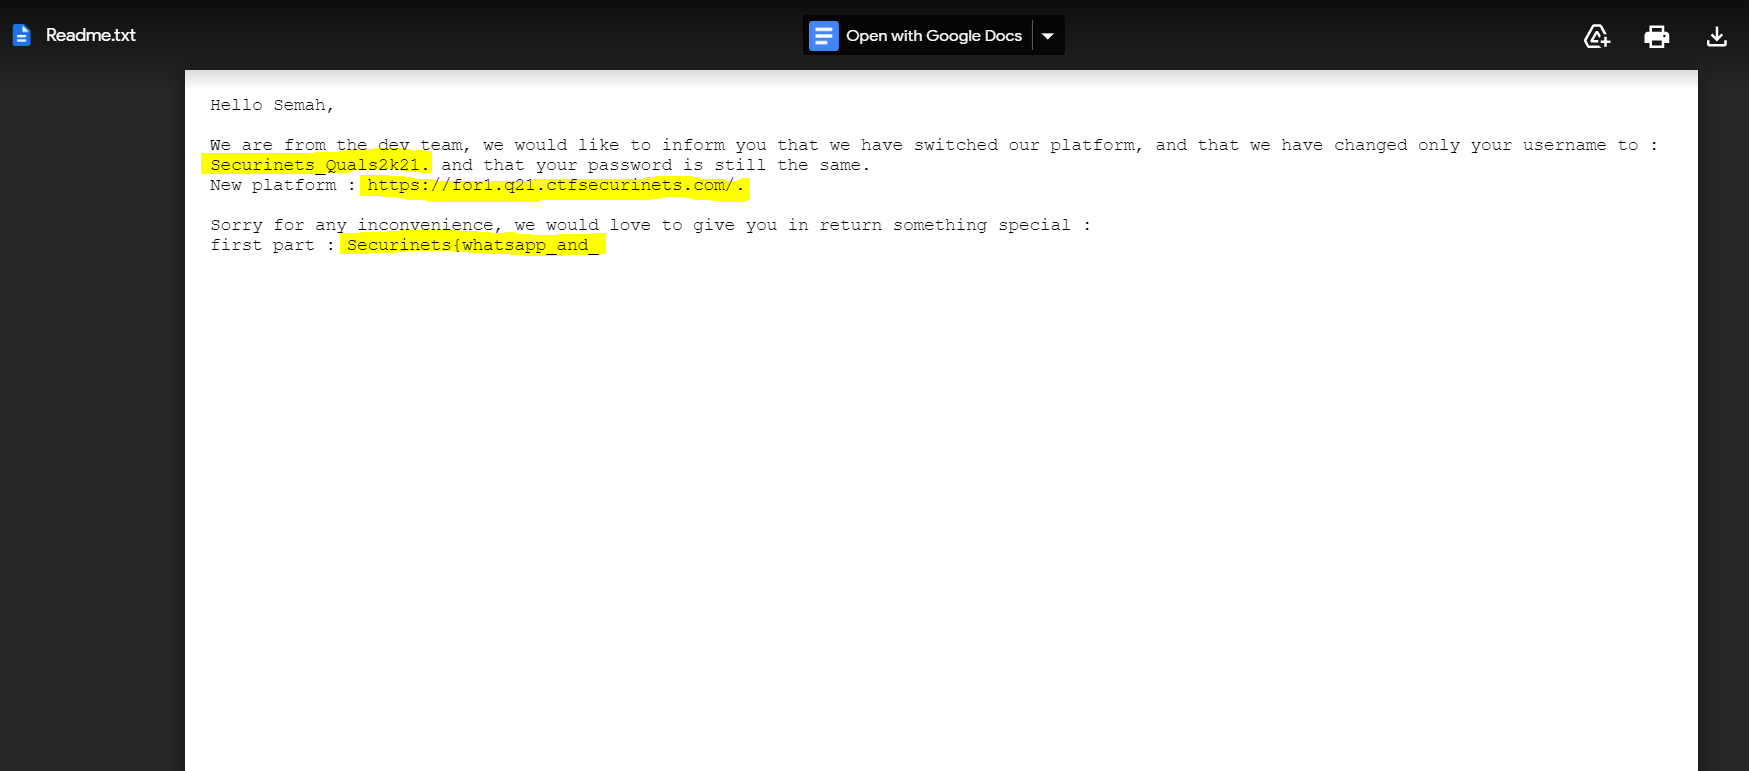 Readme.txt
Open with Google Docs
Hello Semah,
We are from the dev team, we would like to inform you that we have switched our platform, and that we have changed only your username to :
Securinets_Quals2k21. and that your password is still the same.
New platform : https://for1.q21.ctfsecurinets.com/.
Sorry for any inconvenience, we would love to give you in return something special :
first part : Securinets{whatsapp_and_